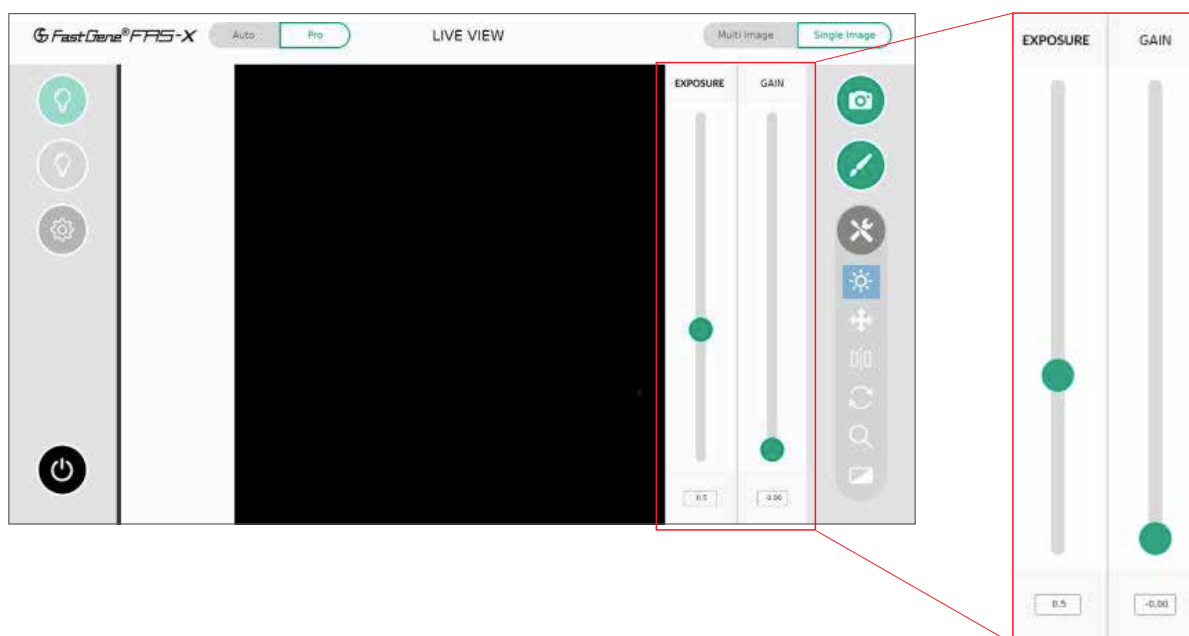 FastGene® FAS-X
Auto
Pro
LIVE VIEW
Multi Image
Single Image
EXPOSURE
GAIN
0.5
-0.00
EXPOSURE
GAIN
0.5
-0.00